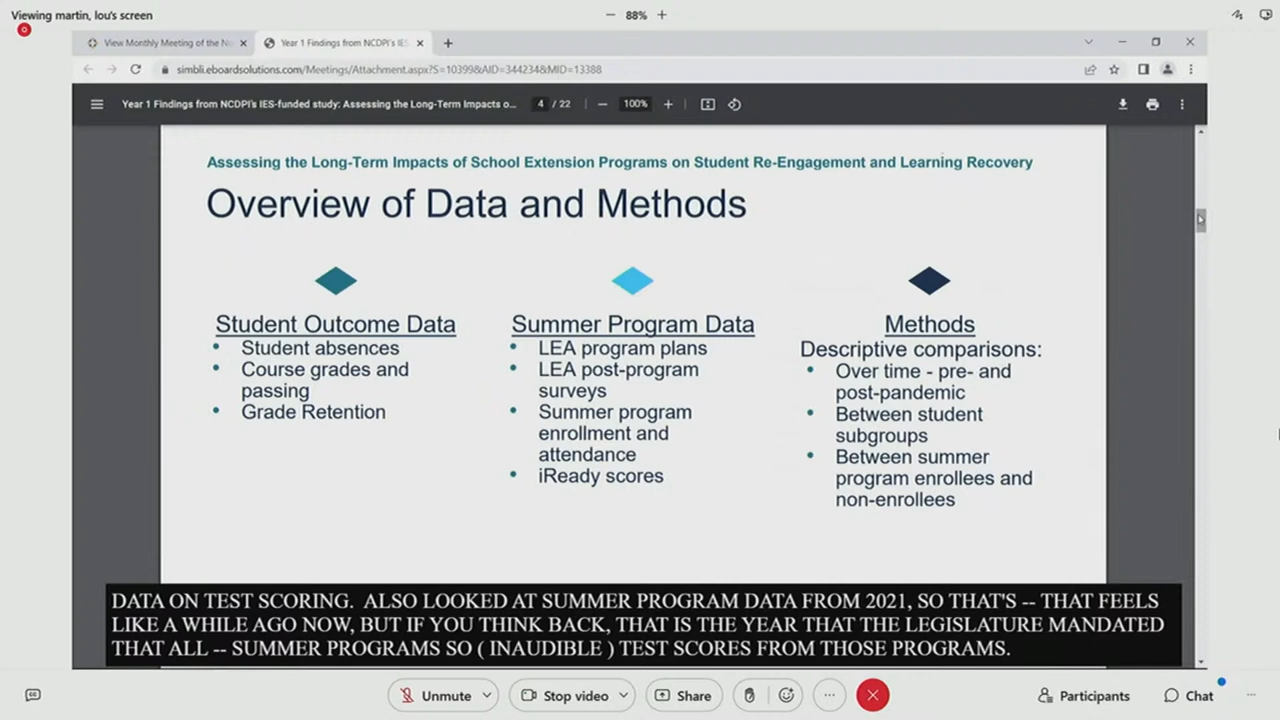 Viewing martin, lou's screen
88%
View Monthly Meeting of the No
Year 1 Findings from NCDPI's IES
simbli.eboardsolutions.com/Meetings/Attachment.aspx?S=10399&AID=344234&MID=13388
Year 1 Findings from NCDPI's IES-funded study: Assessing the Long-Term Impacts o...
4 / 22
100%
Assessing the Long-Term Impacts of School Extension Programs on Student Re-Engagement and Learning Recovery
Overview of Data and Methods
Student Outcome Data
• Student absences
• Course grades and
passing
• Grade Retention
Summer Program Data
• LEA program plans
• LEA post-program
surveys
• Summer program
enrollment and
attendance
• iReady scores
Methods
Descriptive comparisons:
• Over time - pre- and
post-pandemic
• Between student
subgroups
• Between summer
program enrollees and
non-enrollees
DATA ON TEST SCORING. ALSO LOOKED AT SUMMER PROGRAM DATA FROM 2021, SO THAT'S -- THAT FEELS
LIKE A WHILE AGO NOW, BUT IF YOU THINK BACK, THAT IS THE YEAR THAT THE LEGISLATURE MANDATED
THAT ALL -- SUMMER PROGRAMS SO ( INAUDIBLE ) TEST SCORES FROM THOSE PROGRAMS.
Unmute
Stop video
Share
Participants
Chat